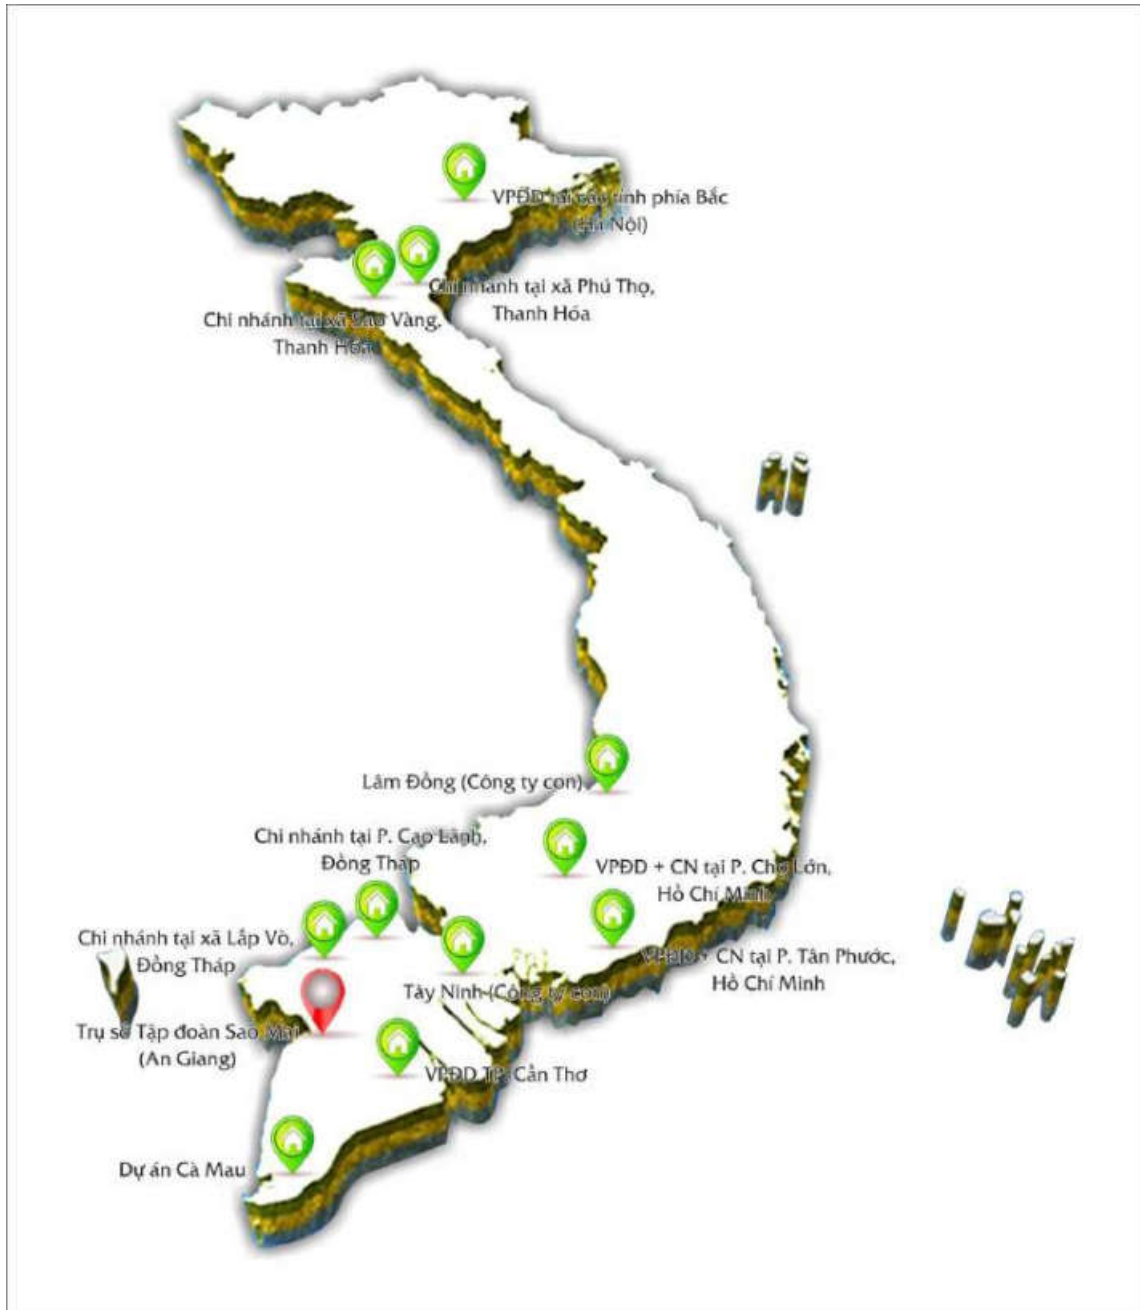 VPĐD tại các tỉnh phía Bắc
(Hà Nội)
Chi nhánh tại xã Phú Thọ,
Thanh Hóa
Chi nhánh tại xã Sao Vàng,
Thanh Hóa
Lâm Đồng (Công ty con)
Chi nhánh tại P. Cao Lãnh,
Đồng Tháp
VPĐD + CN tại P. Chợ Lớn,
Hồ Chí Minh
Chi nhánh tại xã Lấp Vò,
Đồng Tháp
VPĐD + CN tại P. Tân Phước,
Hồ Chí Minh
Tây Ninh (Công ty con)
Trụ sở Tập đoàn Sao Mai
(An Giang)
VPĐD TP. Cần Thơ
Dự án Cà Mau